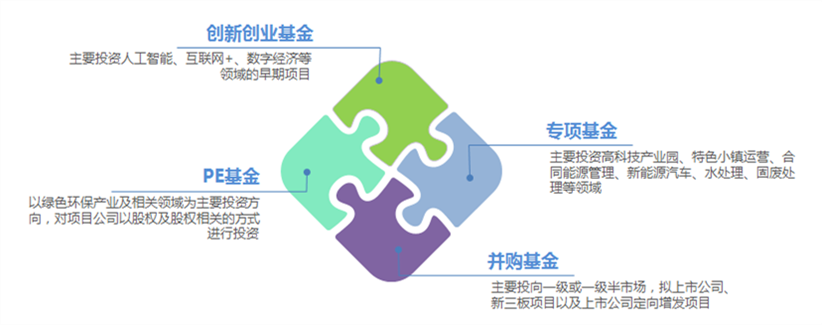 创新创业基金
主要投资人工智能、互联网+、数字经济等
领域的早期项目
专项基金
主要投资高科技产业园、特色小镇运营、合
同能源管理、新能源汽车、水处理、固废处
理等领域
PE基金
以绿色环保产业及相关领域为主要投资方
向，对项目公司以股权及股权相关的方式
进行投资
并购基金
主要投向一级或一级半市场，拟上市公司、
新三板项目以及上市公司定向增发项目